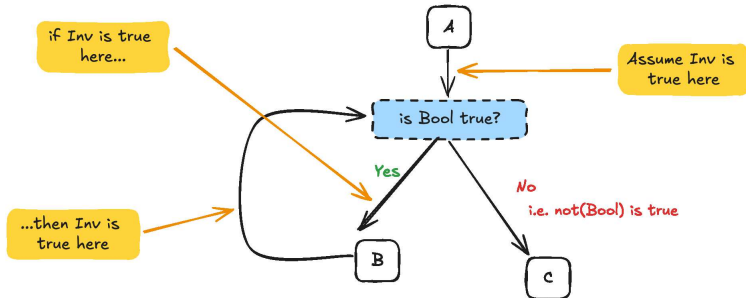 if Inv is true
here...
A
Assume Inv is
true here
is Bool true?
Yes
No
i.e. not(Bool) is true
...then Inv is
true here
B
C